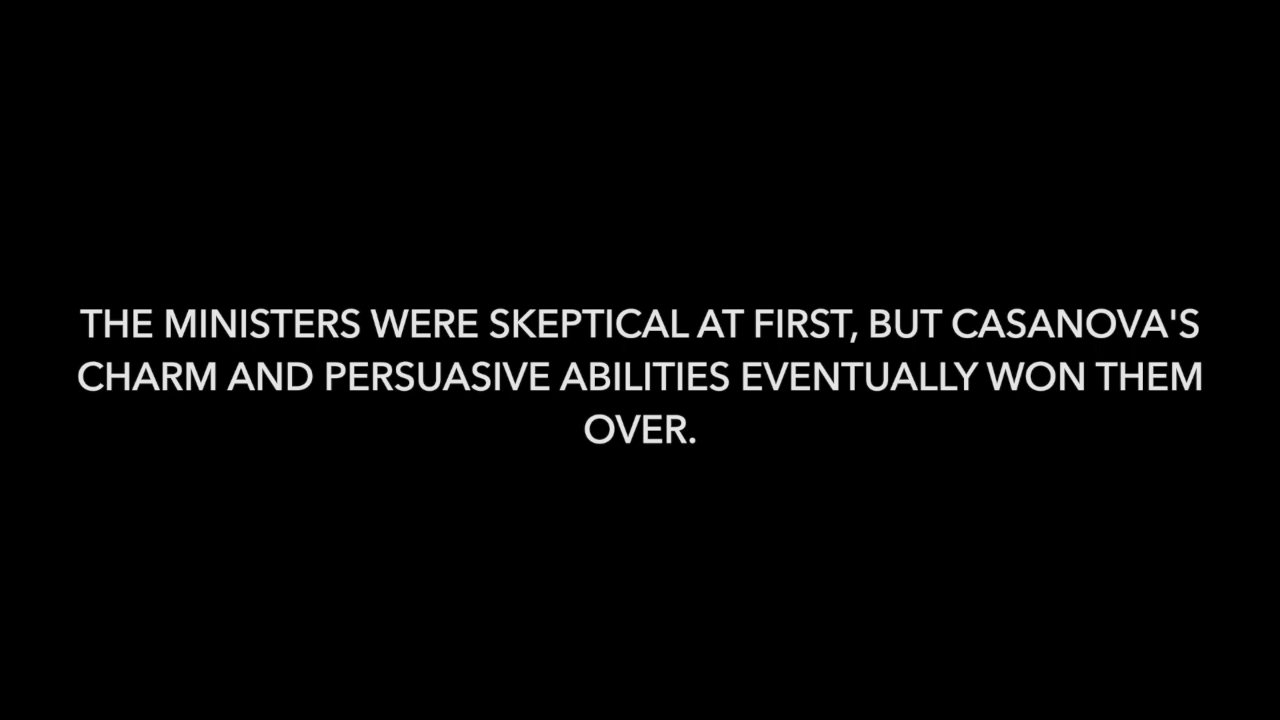 THE MINISTERS WERE SKEPTICAL AT FIRST, BUT CASANOVA'S
CHARM AND PERSUASIVE ABILITIES EVENTUALLY WON THEM
OVER.